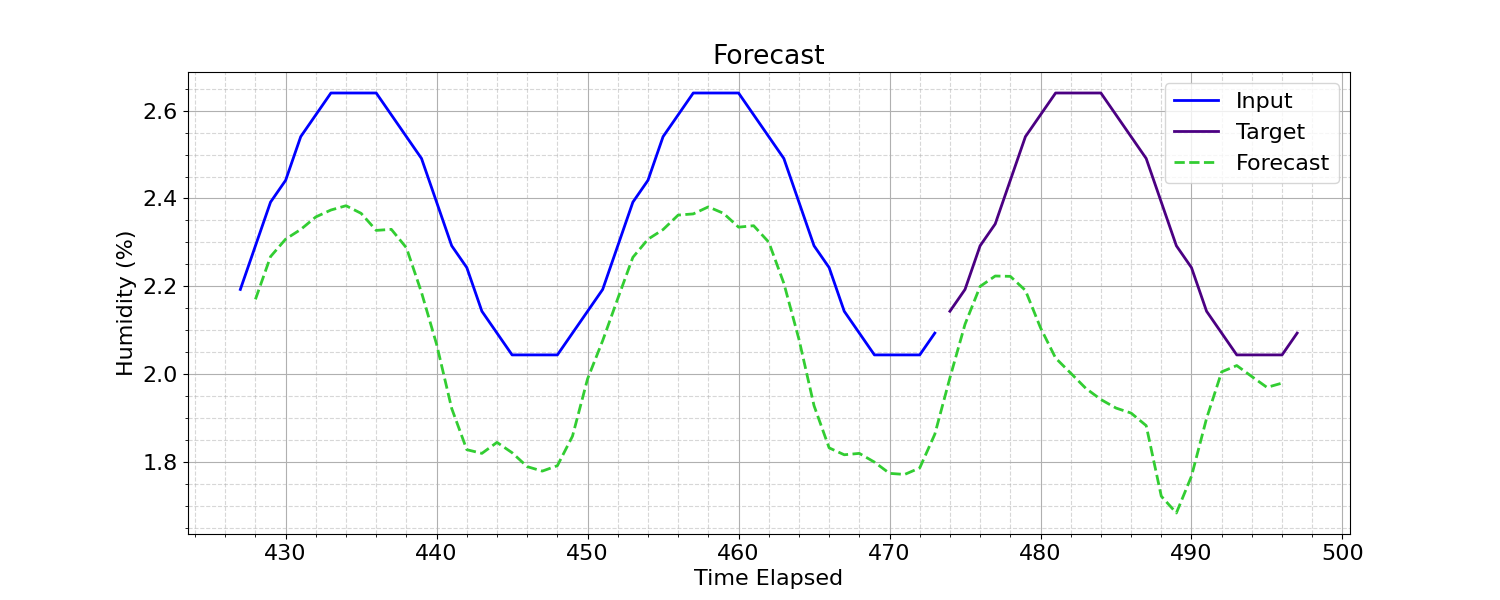 Forecast
Humidity (%)
2.6
2.4
2.2
2.0
1.8
Input
Target
Forecast
430 440 450 460 470 480 490 500
Time Elapsed